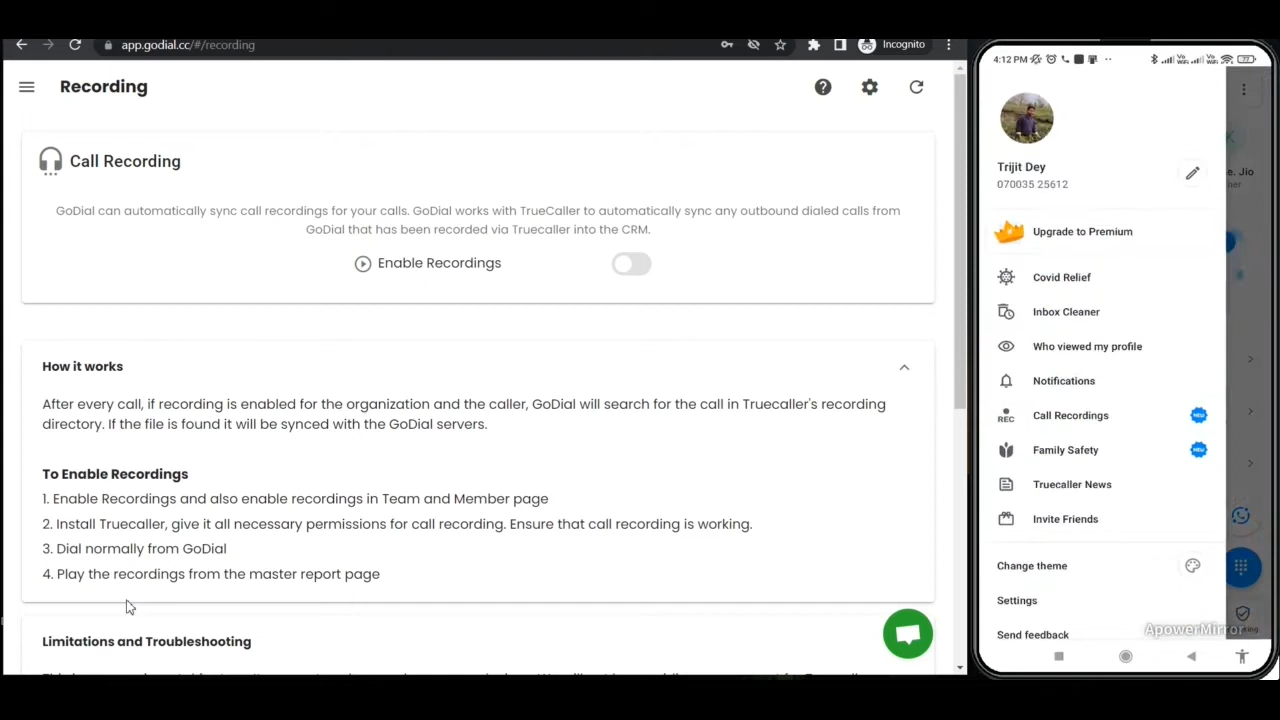 app.godial.cc/#/recording
Incognito
Recording
Call Recording
GoDial can automatically sync call recordings for your calls. GoDial works with TrueCaller to automatically sync any outbound dialed calls from
GoDial that has been recorded via Truecaller into the CRM.
Enable Recordings
How it works
After every call, if recording is enabled for the organization and the caller, GoDial will search for the call in Truecaller's recording
directory. If the file is found it will be synced with the GoDial servers.
To Enable Recordings
1. Enable Recordings and also enable recordings in Team and Member page
2. Install Truecaller, give it all necessary permissions for call recording. Ensure that call recording is working.
3. Dial normally from GoDial
4. Play the recordings from the master report page
Limitations and Troubleshooting
4:12 PM
77
Trijit Dey
070035 25612
Upgrade to Premium
Covid Relief
Inbox Cleaner
Who viewed my profile
Notifications
REC
Call Recordings
NEW
Family Safety
NEW
Truecaller News
Invite Friends
Change theme
Settings
Send feedback
K
se, Jio
ner
ApowerMirror